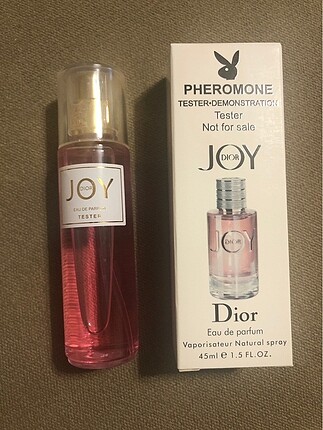 JOY
DIOR
EAU DE PARFUM
TESTER
PHEROMONE
TESTER•DEMONSTRATION
Tester
Not for sale
JOY
DIOR
JOY
DIOR
Dior
Eau de parfum
Vaporisateur Natural spray
45ml e 1.5 FL.OZ.